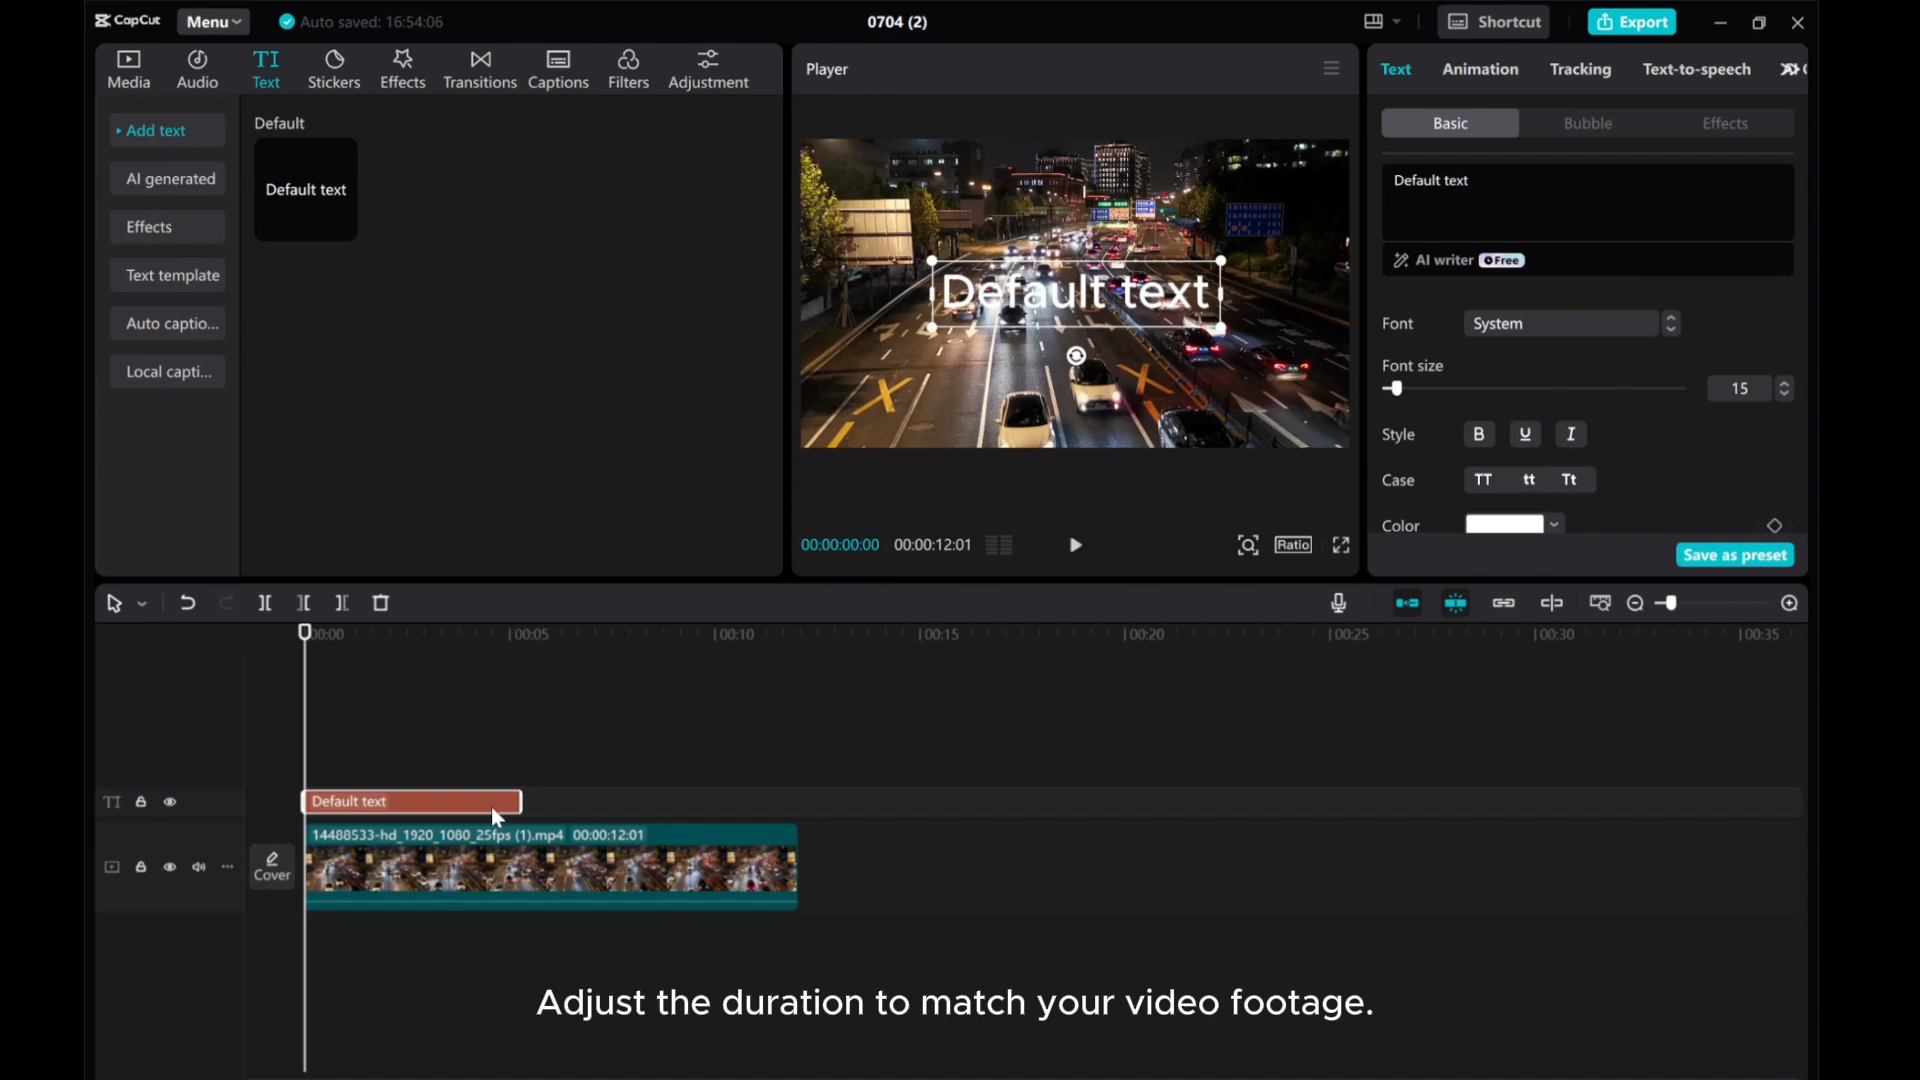 CapCut
Menu
Auto saved: 16:54:06
0704 (2)
Shortcut
Export
Media
Audio
TI
Text
Stickers
Effects
Transitions
Captions
Filters
Adjustment
Add text
AI generated
Effects
Text template
Auto captio...
Local capti...
Default
Default text
Player
Default text
00:00:00:00
00:00:12:01
Ratio
Text
Animation
Tracking
Text-to-speech
Basic
Bubble
Effects
Default text
AI writer
Free
Font
System
Font size
15
Style
B U I
Case
TT tt Tt
Color
Save as preset
00:00
00:05
00:10
00:15
00:20
00:25
00:30
00:35
TI
Default text
14488533-hd_1920_1080_25fps (1).mp4 00:00:12:01
Cover
Adjust the duration to match your video footage.